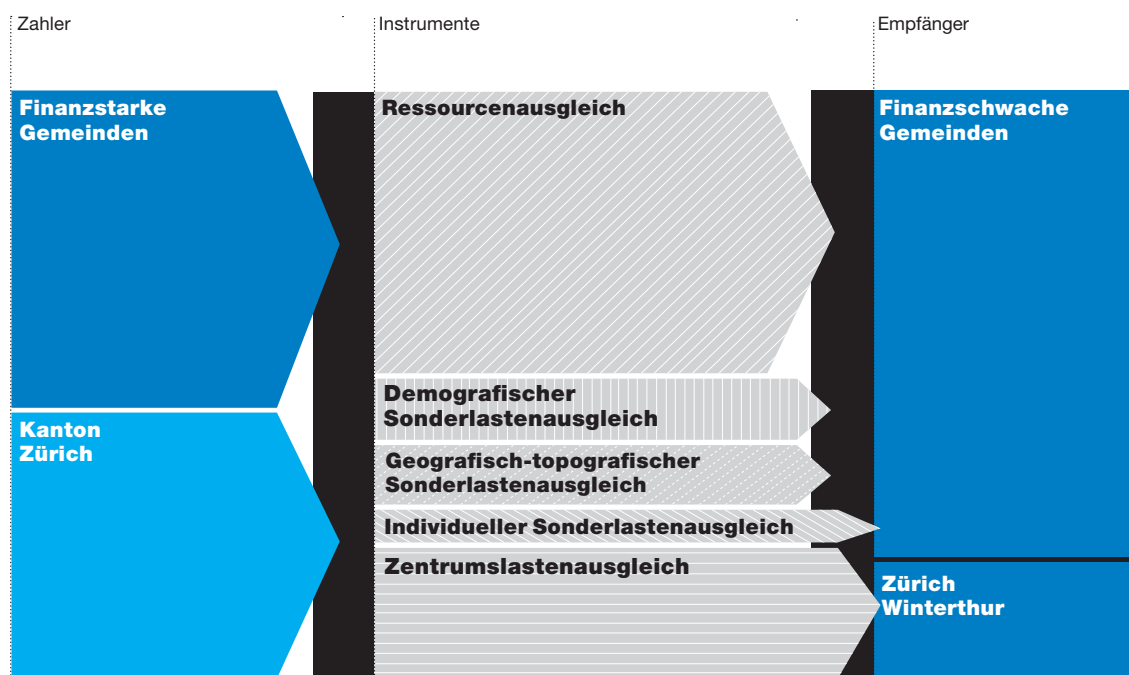 Zahler
Instrumente
Empfänger
Finanzstarke
Gemeinden
Ressourcenausgleich
Finanzschwache
Gemeinden
Demografischer
Sonderlastenausgleich
Kanton
Zürich
Geografisch-topografischer
Sonderlastenausgleich
Individueller Sonderlastenausgleich
Zentrumslastenausgleich
Zürich
Winterthur